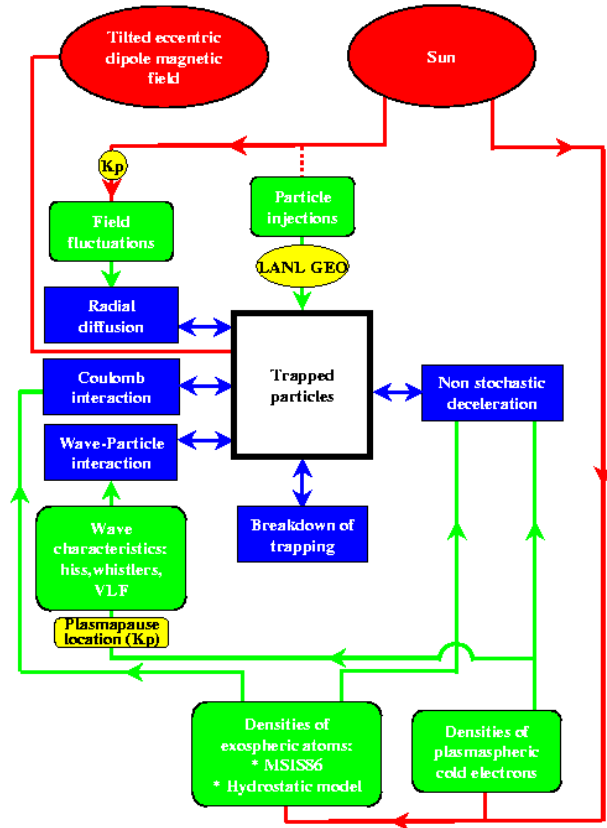 Tilted eccentric
dipole magnetic
field
Sun
Kp
Particle
injections
Field
fluctuations
LANL GEO
Radial
diffusion
Trapped
particles
Coulomb
interaction
Non stochastic
deceleration
Wave-Particle
interaction
Breakdown of
trapping
Wave
characteristics:
hiss,whistlers,
VLF
Plasmapause
location (Kp)
Densities of
exospheric atoms:
* MSIS86
* Hydrostatic model
Densities of
plasmaspheric
cold electrons